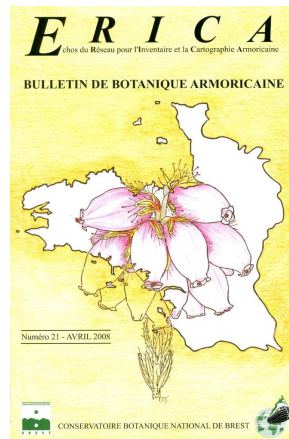 ERICA
Echos du Réseau pour l'Inventaire et la Cartographie Armoricaine
BULLETIN DE BOTANIQUE ARMORICAINE
Numéro 21 - AVRIL 2008
BREST
CONSERVATOIRE BOTANIQUE NATIONAL DE BREST